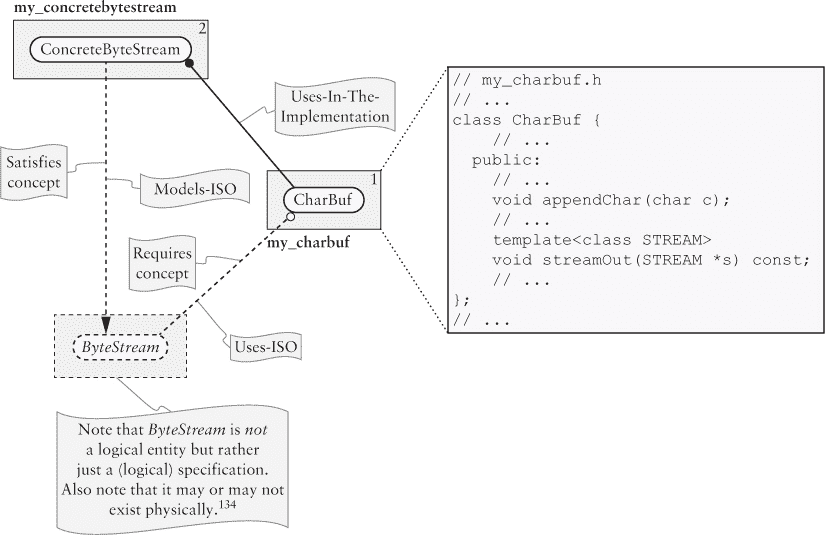 my_concretebytestream
2
ConcreteByteStream
Uses-In-The-
Implementation
Satisfies
concept
Models-ISO
1
CharBuf
my_charbuf
Requires
concept
ByteStream
Uses-ISO
Note that ByteStream is not
a logical entity but rather
just a (logical) specification.
Also note that it may or may not
exist physically.134
// my_charbuf.h
// ...
class CharBuf {
    // ...
  public:
    // ...
    void appendChar(char c);
    // ...
    template<class STREAM>
    void streamOut(STREAM *s) const;
    // ...
};
// ...